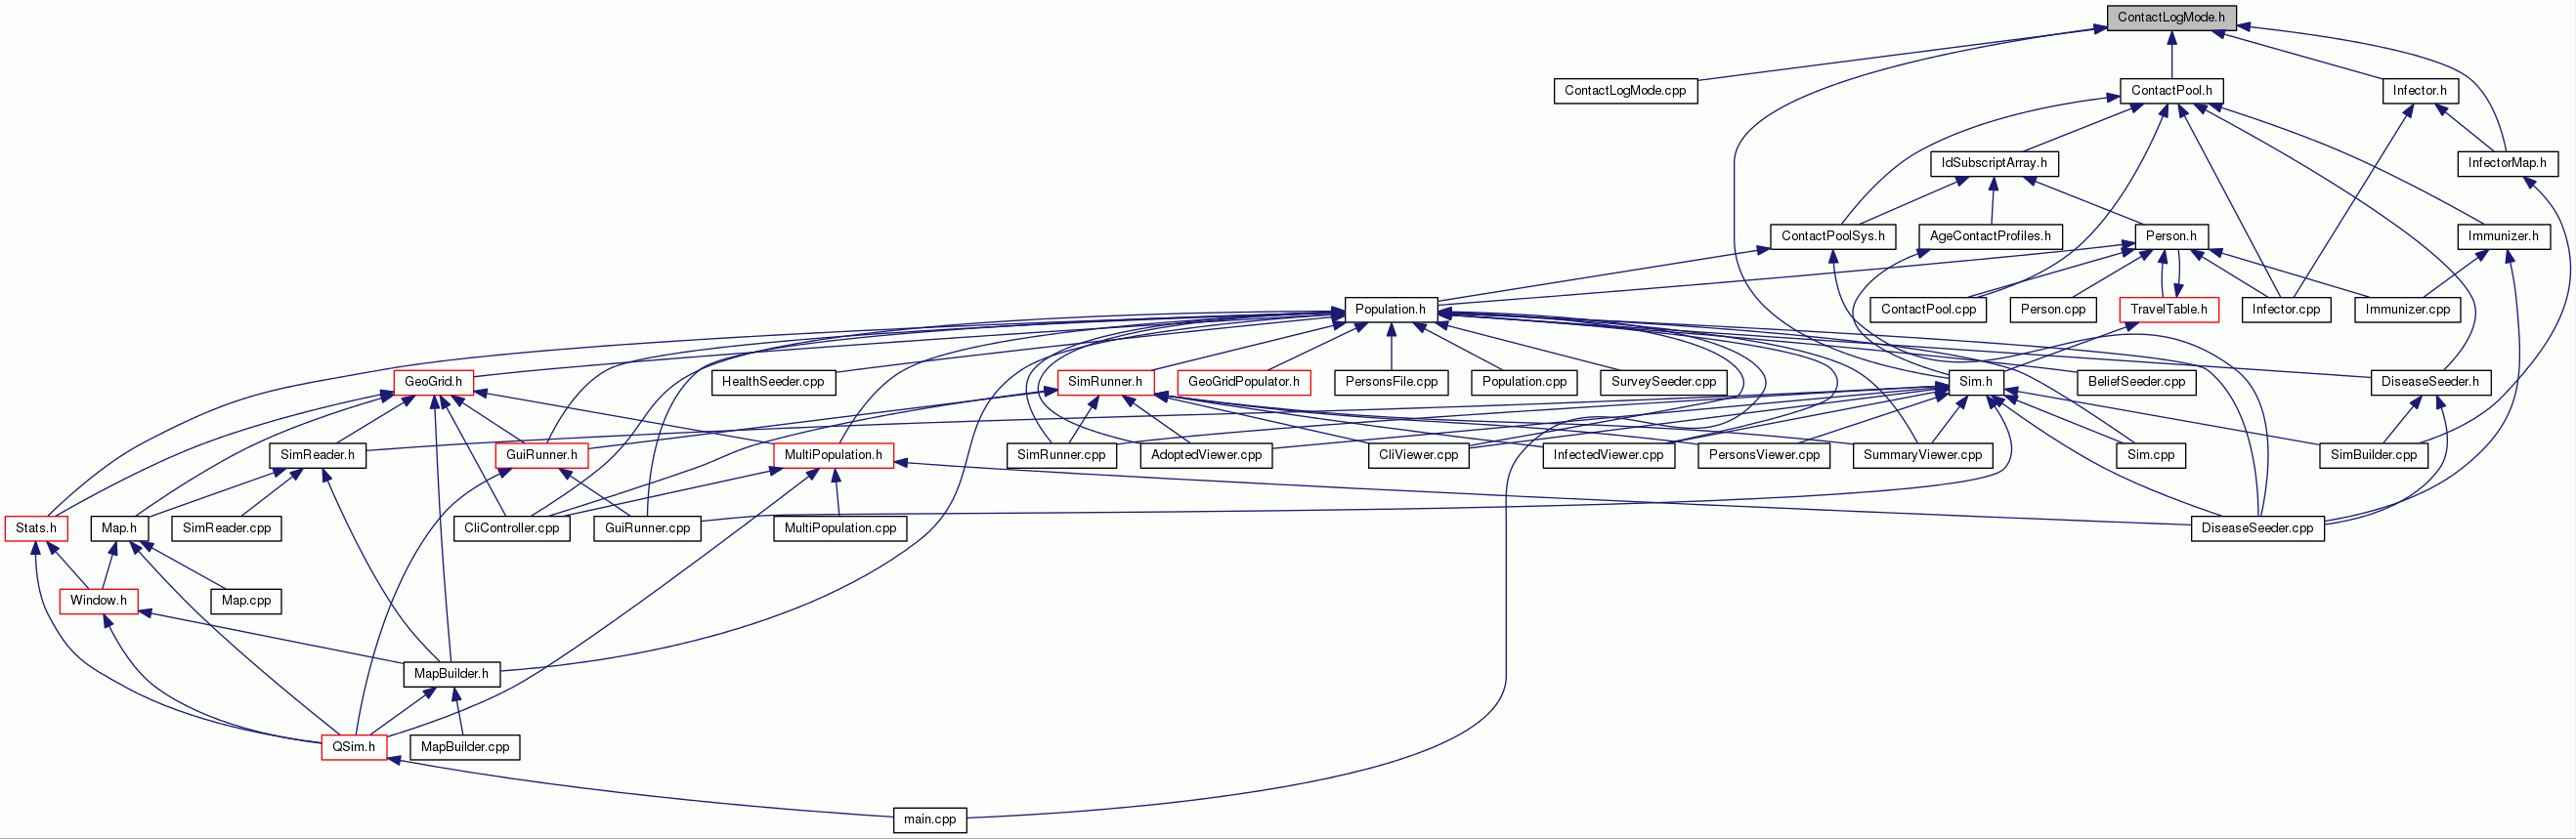 ContactLogMode.h
ContactLogMode.cpp
ContactPool.h
Infector.h
IdSubscriptArray.h
InfectorMap.h
ContactPoolSys.h
AgeContactProfiles.h
Person.h
Immunizer.h
Population.h
ContactPool.cpp
Person.cpp
TravelTable.h
Infector.cpp
Immunizer.cpp
GeoGrid.h
HealthSeeder.cpp
SimRunner.h
GeoGridPopulator.h
PersonsFile.cpp
Population.cpp
SurveySeeder.cpp
Sim.h
BeliefSeeder.cpp
DiseaseSeeder.h
SimReader.h
GuiRunner.h
MultiPopulation.h
SimRunner.cpp
AdoptedViewer.cpp
CliViewer.cpp
InfectedViewer.cpp
PersonsViewer.cpp
SummaryViewer.cpp
Sim.cpp
SimBuilder.cpp
Stats.h
Map.h
SimReader.cpp
CliController.cpp
GuiRunner.cpp
MultiPopulation.cpp
DiseaseSeeder.cpp
Window.h
Map.cpp
MapBuilder.h
QSim.h
MapBuilder.cpp
main.cpp